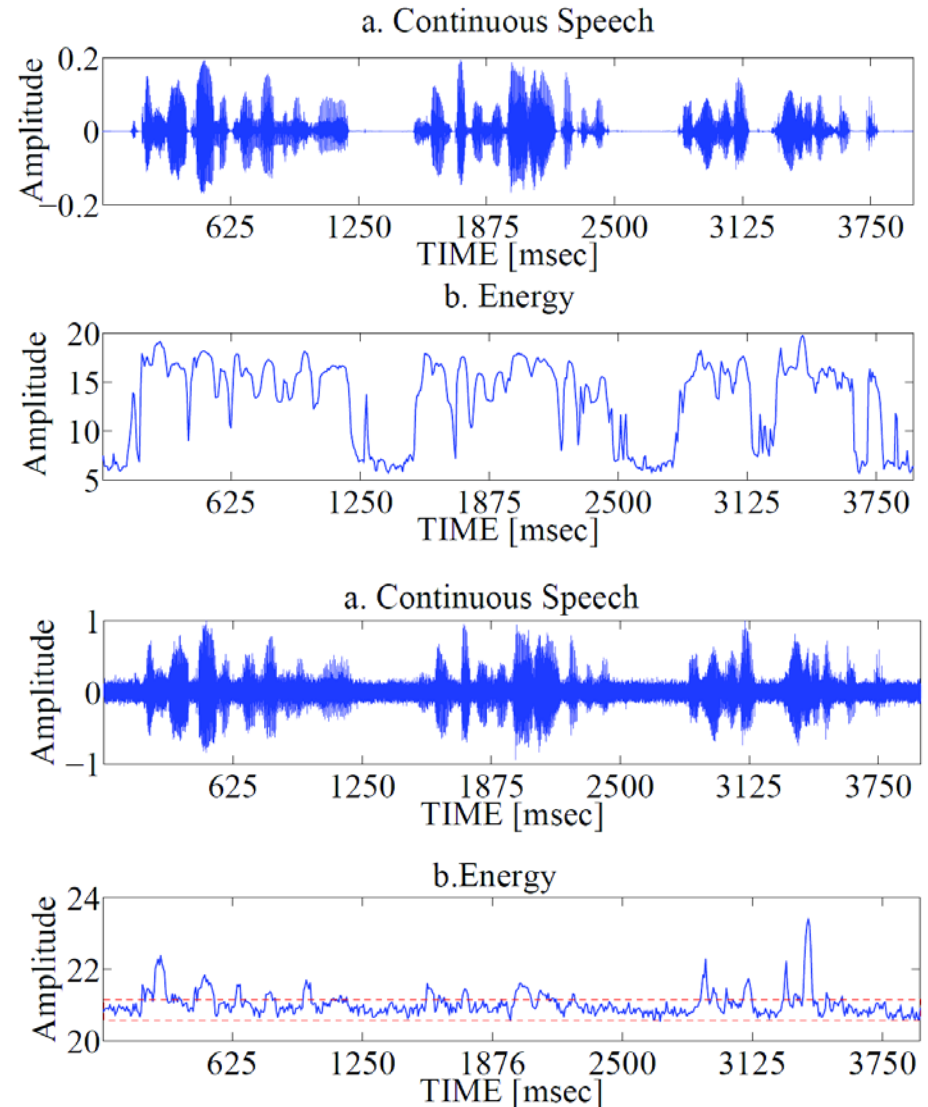 a. Continuous Speech
0.2
0
−0.2
Amplitude
625 1250 1875 2500 3125 3750
TIME [msec]
b. Energy
20
15
10
5
Amplitude
625 1250 1875 2500 3125 3750
TIME [msec]
a. Continuous Speech
1
0
−1
Amplitude
625 1250 1875 2500 3125 3750
TIME [msec]
b.Energy
24
22
20
Amplitude
625 1250 1876 2500 3125 3750
TIME [msec]